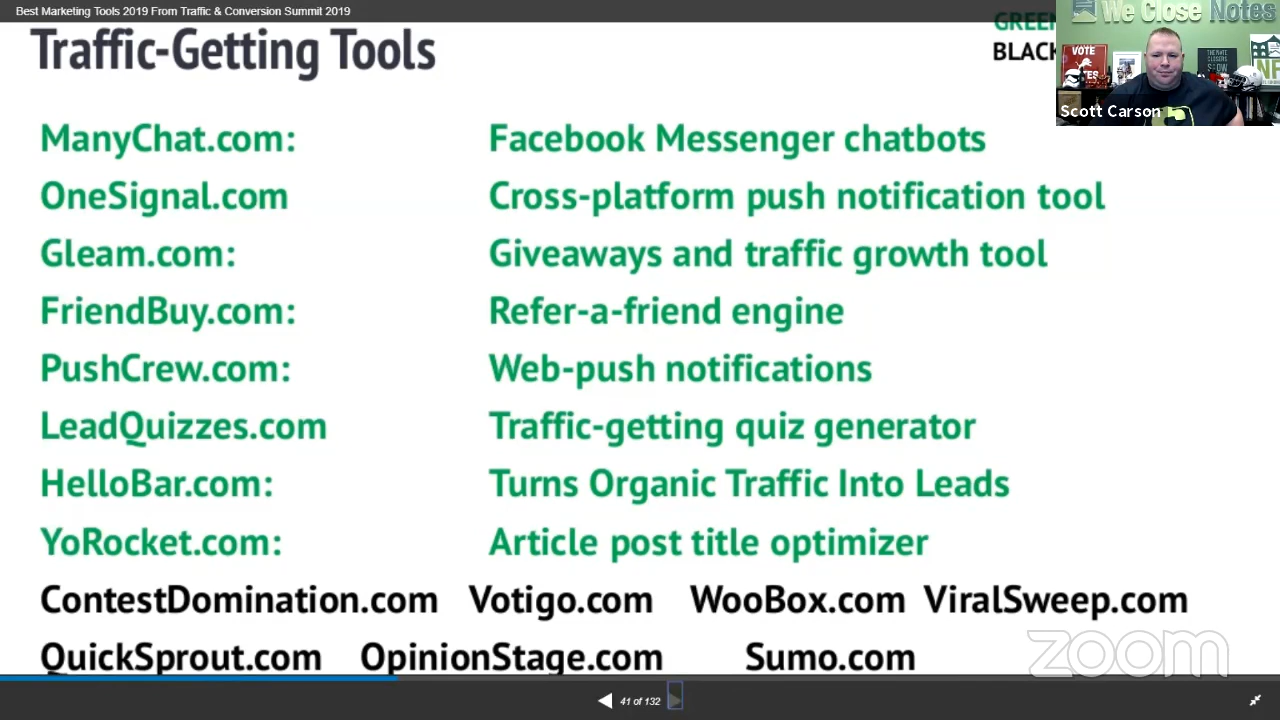 Best Marketing Tools 2019 From Traffic & Conversion Summit 2019
Traffic-Getting Tools
GREEN
BLACK
We Close Notes
VOTE
Scott Carson
ManyChat.com: Facebook Messenger chatbots
OneSignal.com Cross-platform push notification tool
Gleam.com: Giveaways and traffic growth tool
FriendBuy.com: Refer-a-friend engine
PushCrew.com: Web-push notifications
LeadQuizzes.com Traffic-getting quiz generator
HelloBar.com: Turns Organic Traffic Into Leads
YoRocket.com: Article post title optimizer
ContestDomination.com Votigo.com WooBox.com ViralSweep.com
QuickSprout.com OpinionStage.com Sumo.com
zoom
41 of 132